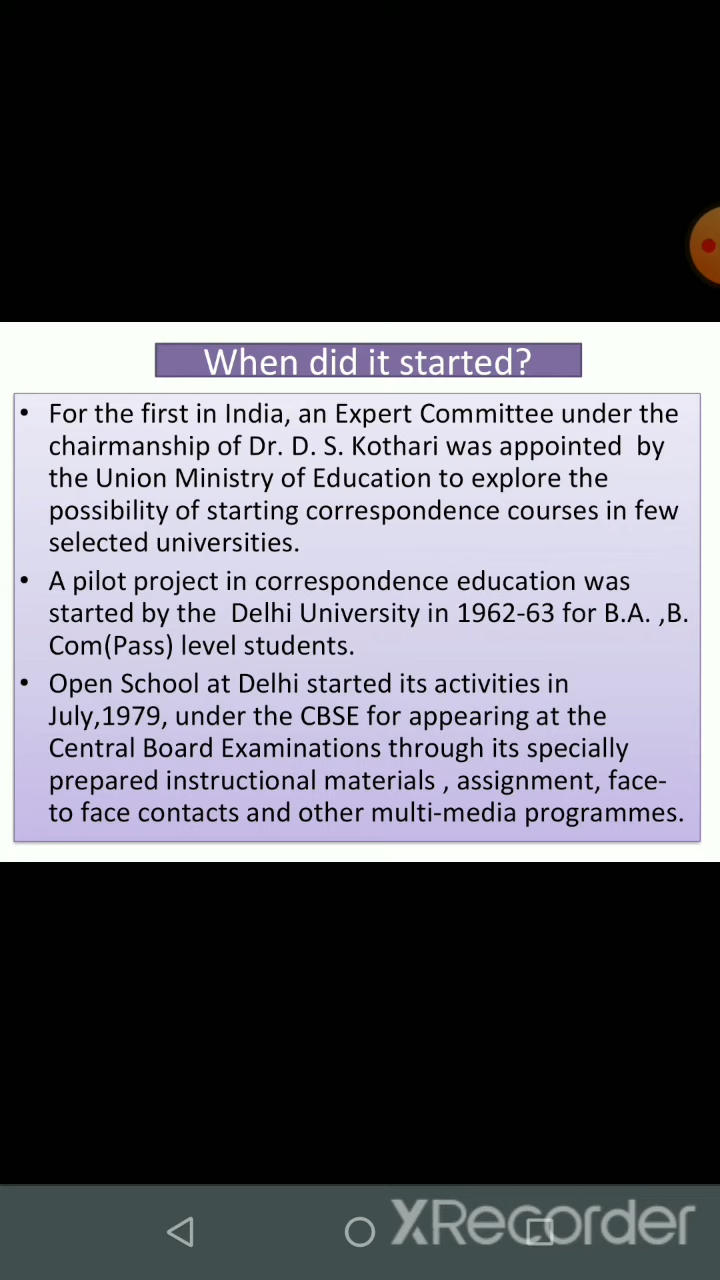 When did it started?
• For the first in India, an Expert Committee under the
chairmanship of Dr. D. S. Kothari was appointed by
the Union Ministry of Education to explore the
possibility of starting correspondence courses in few
selected universities.
• A pilot project in correspondence education was
started by the Delhi University in 1962-63 for B.A. ,B.
Com(Pass) level students.
• Open School at Delhi started its activities in
July,1979, under the CBSE for appearing at the
Central Board Examinations through its specially
prepared instructional materials , assignment, face-
to face contacts and other multi-media programmes.
XRecorder